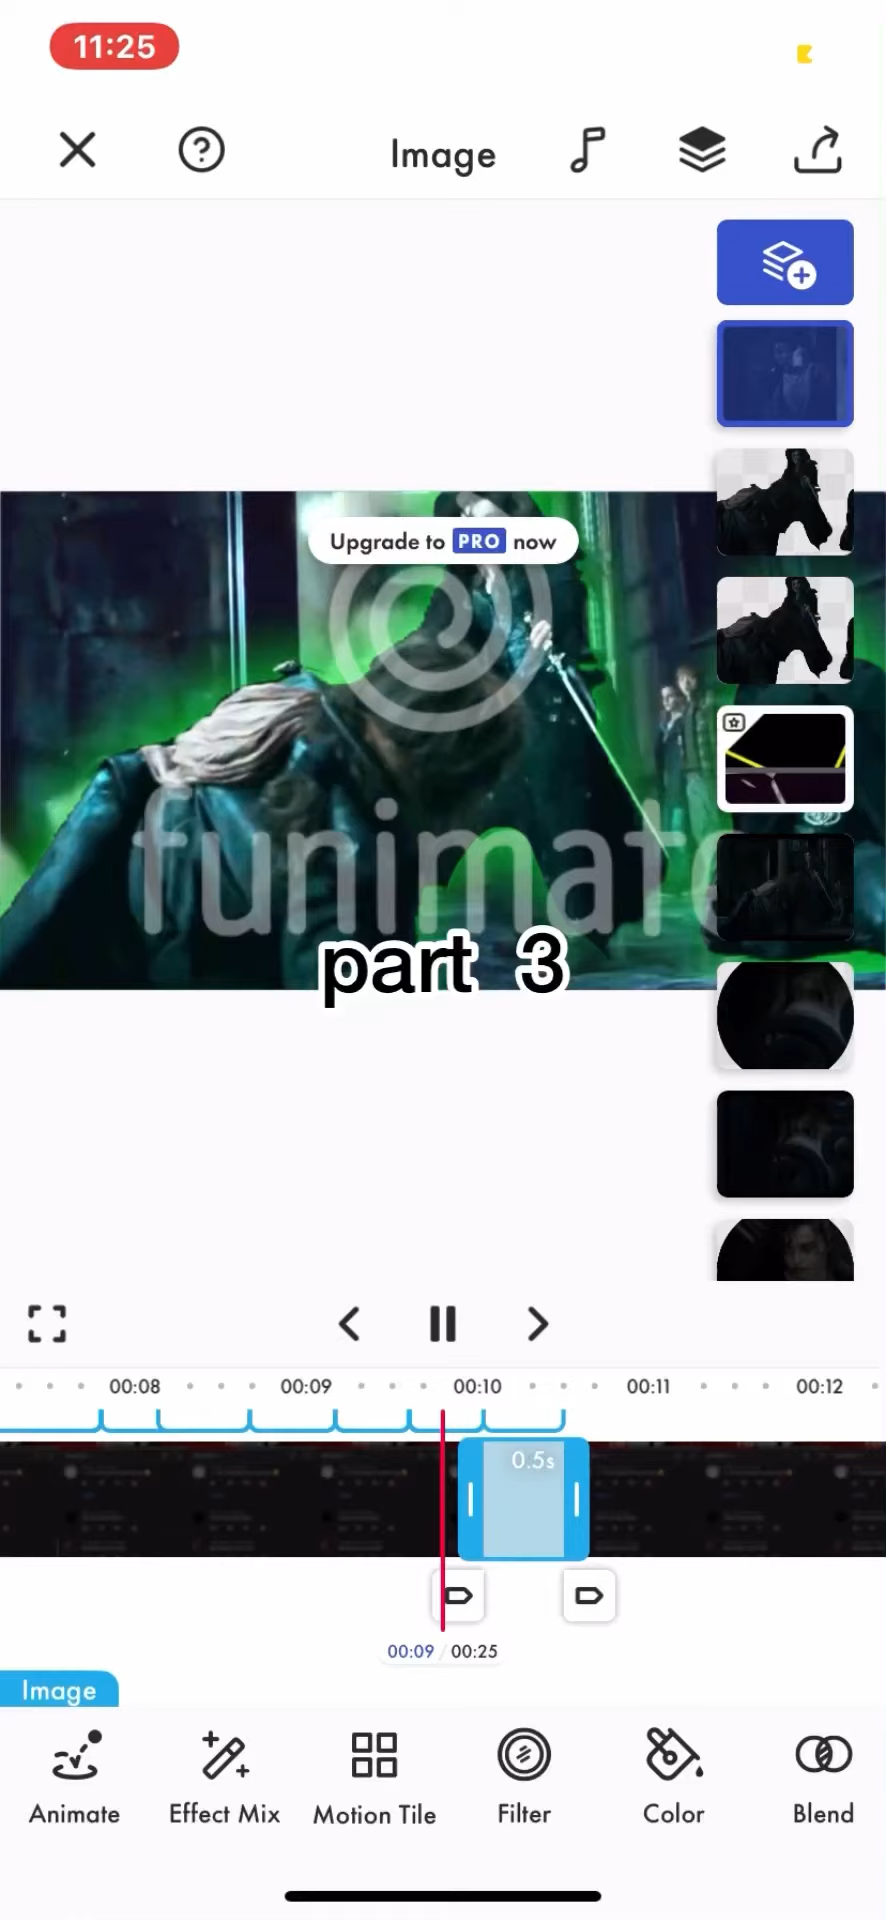 11:25
Image
Upgrade to PRO now
funimate
part 3
00:08 00:09 00:10 00:11 00:12
0.5s
00:09 / 00:25
Image
Animate Effect Mix Motion Tile Filter Color Blend